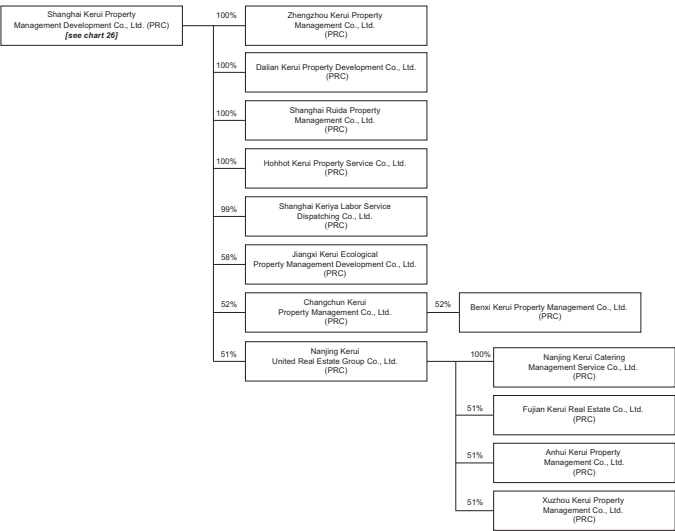 Shanghai Kerui Property
Management Development Co., Ltd. (PRC)
[see chart 26]
100%
Zhengzhou Kerui Property
Management Co., Ltd.
(PRC)
100%
Dalian Kerui Property Development Co., Ltd.
(PRC)
100%
Shanghai Ruida Property
Management Co., Ltd.
(PRC)
100%
Hohhot Kerui Property Service Co., Ltd.
(PRC)
99%
Shanghai Keriya Labor Service
Dispatching Co., Ltd.
(PRC)
58%
Jiangxi Kerui Ecological
Property Management Development Co., Ltd.
(PRC)
52%
Changchun Kerui
Property Management Co., Ltd.
(PRC)
52%
Benxi Kerui Property Management Co., Ltd.
(PRC)
51%
Nanjing Kerui
United Real Estate Group Co., Ltd.
(PRC)
100%
Nanjing Kerui Catering
Management Service Co., Ltd.
(PRC)
51%
Fujian Kerui Real Estate Co., Ltd.
(PRC)
51%
Anhui Kerui Property
Management Co., Ltd.
(PRC)
51%
Xuzhou Kerui Property
Management Co., Ltd.
(PRC)